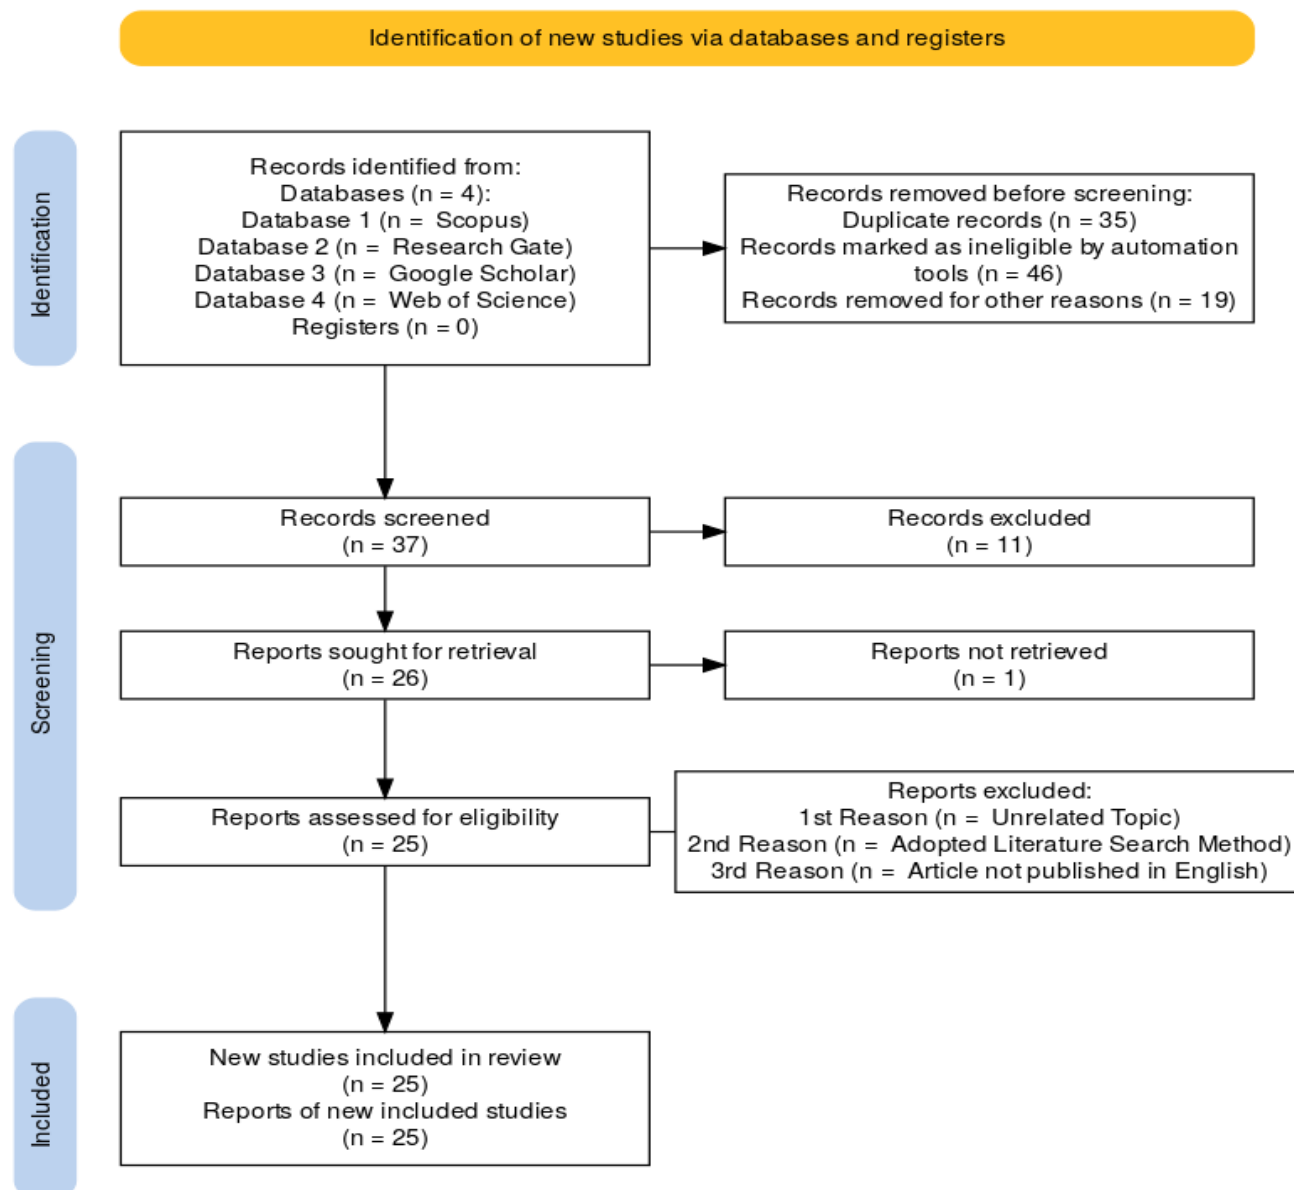 Identification of new studies via databases and registers
Identification
Records identified from:
Databases (n = 4):
Database 1 (n = Scopus)
Database 2 (n = Research Gate)
Database 3 (n = Google Scholar)
Database 4 (n = Web of Science)
Registers (n = 0)
Records removed before screening:
Duplicate records (n = 35)
Records marked as ineligible by automation
tools (n = 46)
Records removed for other reasons (n = 19)
Screening
Records screened
(n = 37)
Records excluded
(n = 11)
Reports sought for retrieval
(n = 26)
Reports not retrieved
(n = 1)
Reports assessed for eligibility
(n = 25)
Reports excluded:
1st Reason (n = Unrelated Topic)
2nd Reason (n = Adopted Literature Search Method)
3rd Reason (n = Article not published in English)
Included
New studies included in review
(n = 25)
Reports of new included studies
(n = 25)